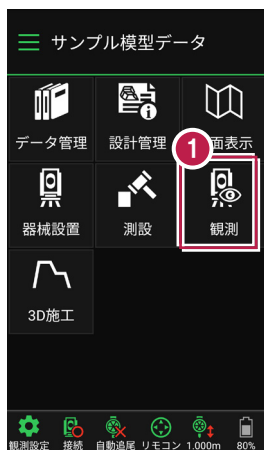 サンプル模型データ
データ管理
設計管理
面表示
1
器械設置
測設
観測
3D施工
観測設定 接続 自動追尾 リモコン 1.000m 80%